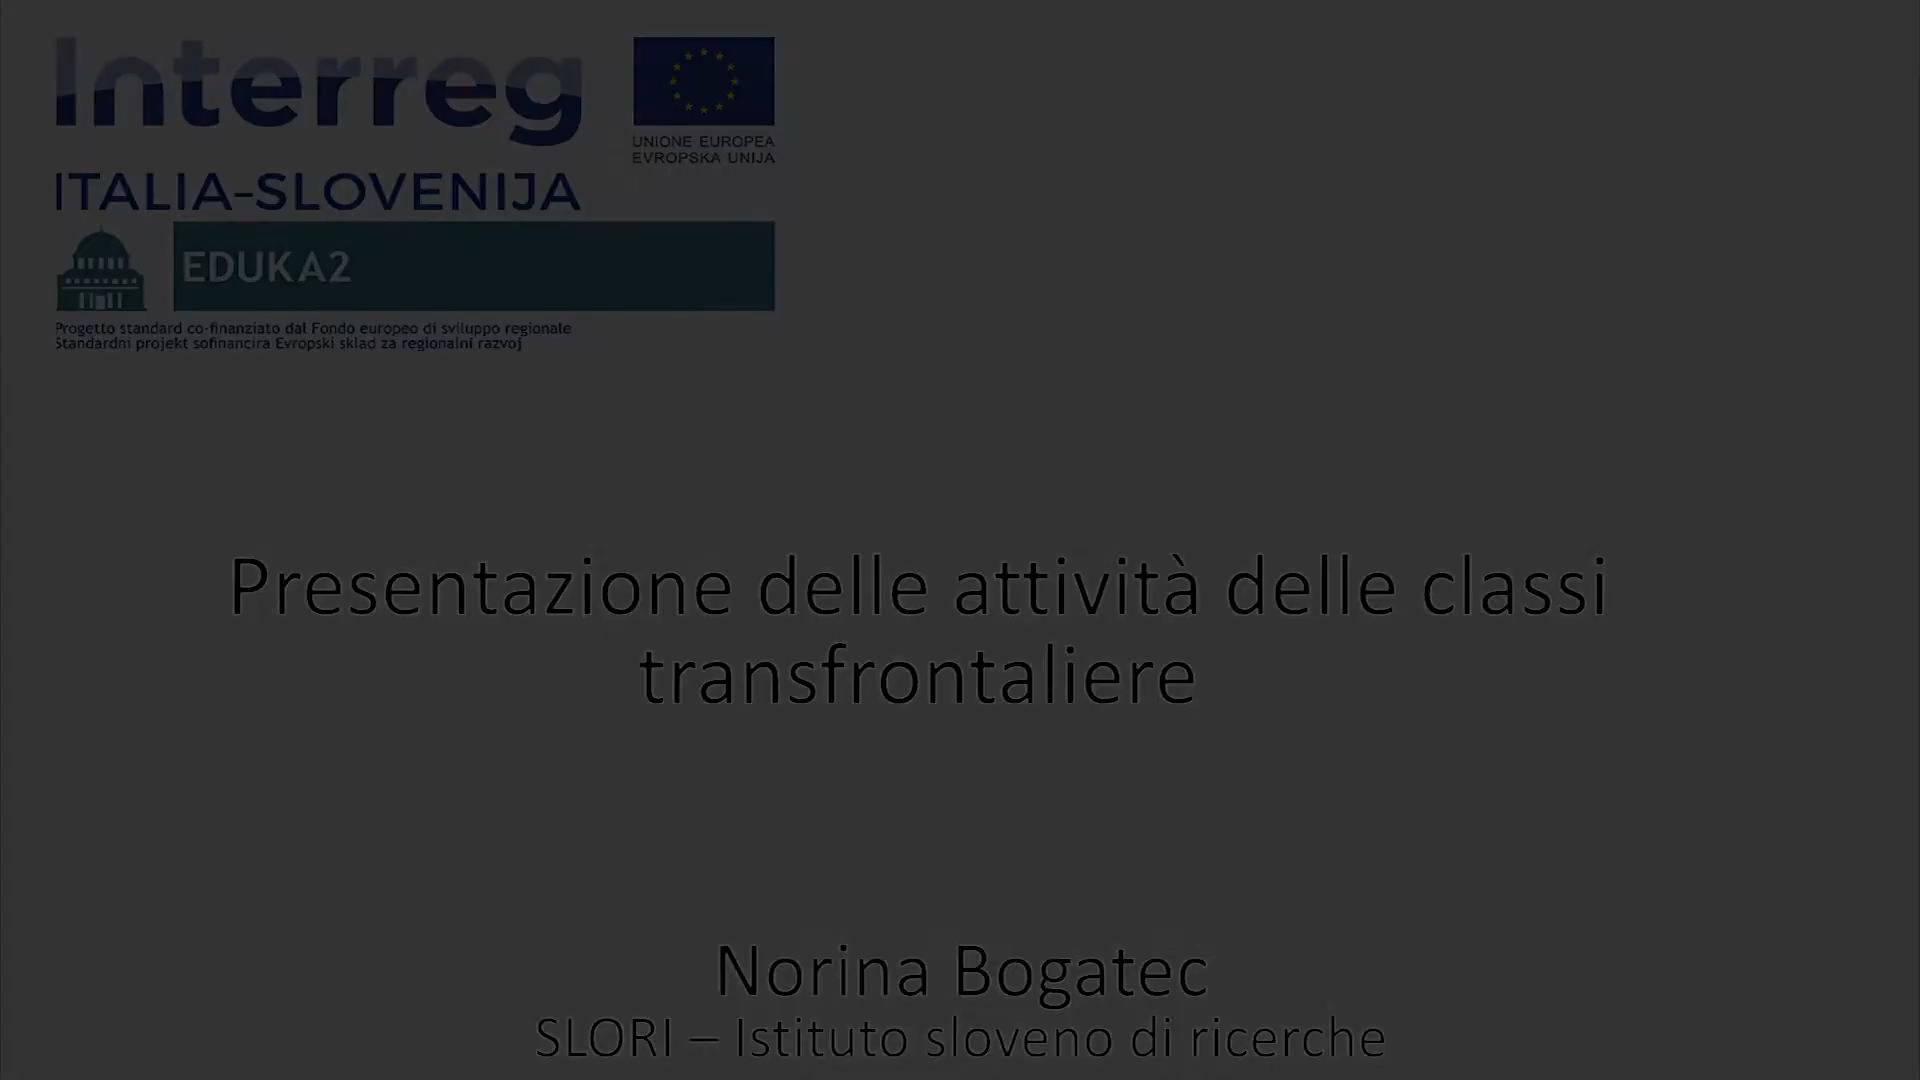 Interreg
UNIONE EUROPEA
EVROPSKA UNIJA
ITALIA-SLOVENIJA
EDUKA2
Progetto standard co-finanziato dal Fondo europeo di sviluppo regionale
Standardni projekt sofinancira Evropski sklad za regionalni razvoj
Presentazione delle attività delle classi
transfrontaliere
Norina Bogatec
SLORI – Istituto sloveno di ricerche